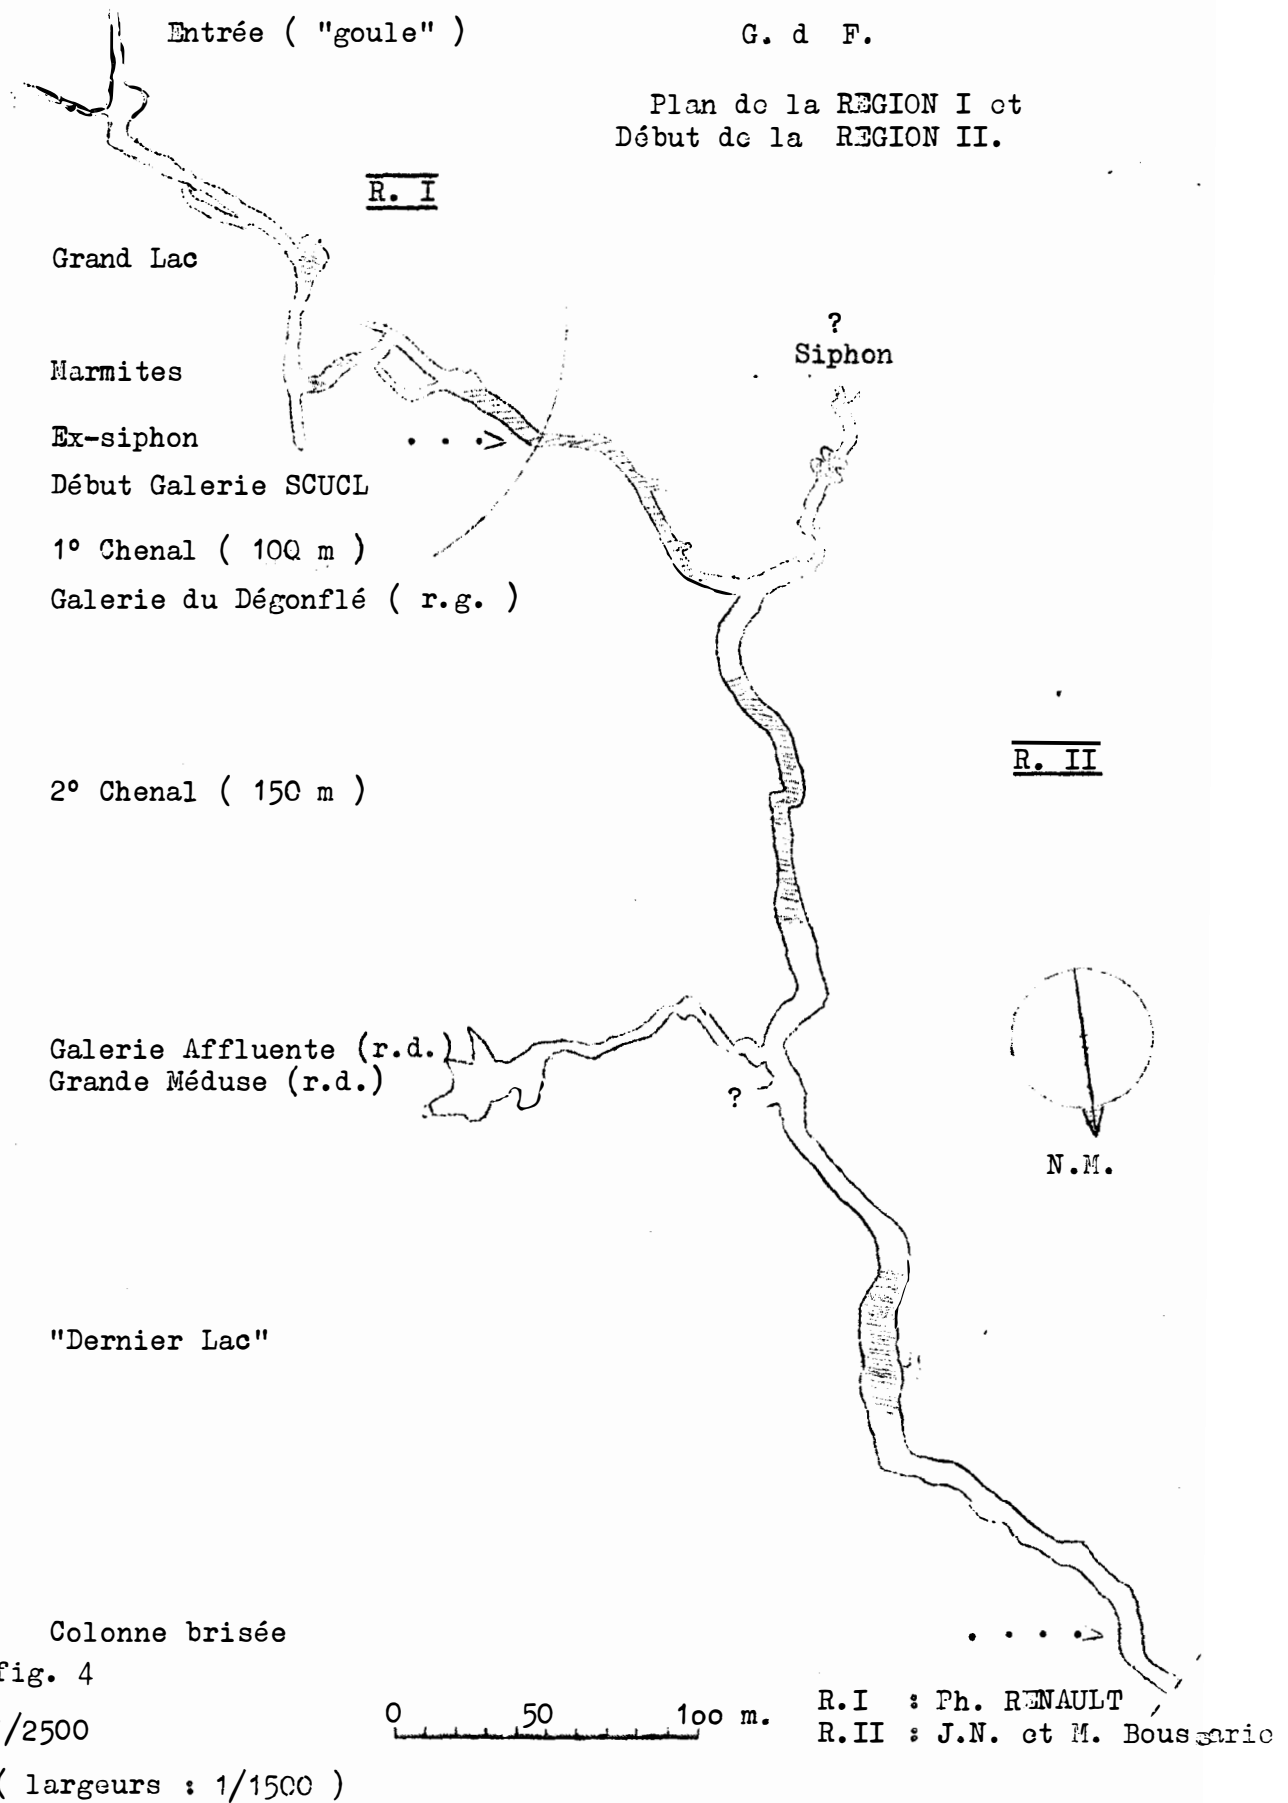 Entrée ( "goule" )
G. d F.
Plan de la REGION I et
Début de la REGION II.
R. I
Grand Lac
?
Siphon
Marmites
Ex-siphon
Début Galerie SCUCL
1° Chenal ( 100 m )
Galerie du Dégonflé ( r.g. )
R. II
2° Chenal ( 150 m )
Galerie Affluente (r.d.)
Grande Méduse (r.d.)
?
N.M.
"Dernier Lac"
Colonne brisée
fig. 4
/2500
0 50 100 m.
R.I : Ph. RENAULT
R.II : J.N. et M. Boussaric
( largeurs : 1/1500 )